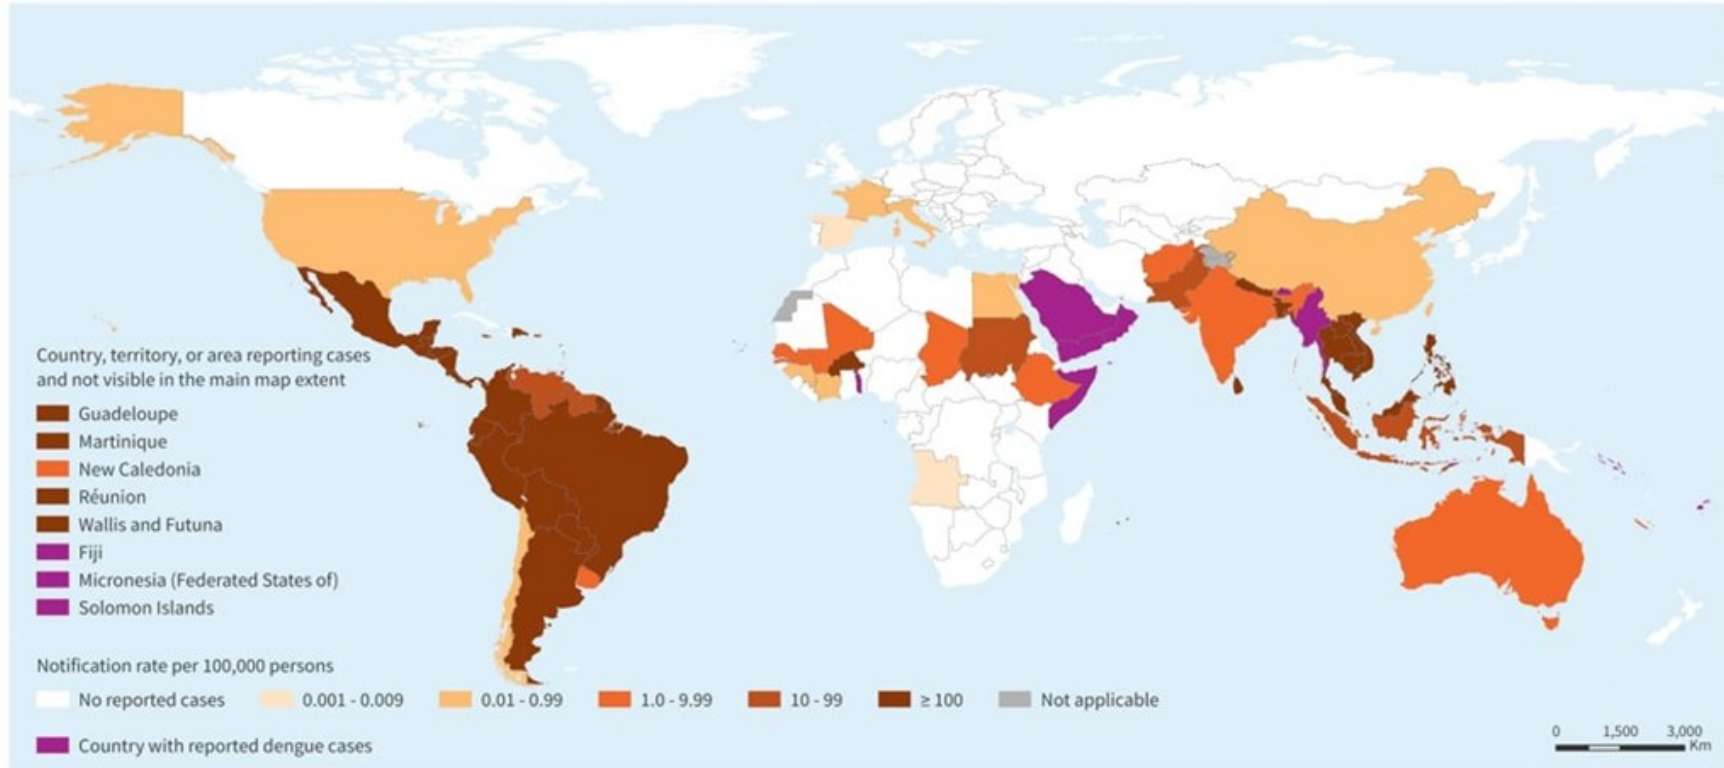 Country, territory, or area reporting cases
and not visible in the main map extent
Guadeloupe
Martinique
New Caledonia
Réunion
Wallis and Futuna
Fiji
Micronesia (Federated States of)
Solomon Islands
Notification rate per 100,000 persons
No reported cases 0.001 - 0.009 0.01 - 0.99 1.0 - 9.99 10 - 99 ≥ 100 Not applicable
Country with reported dengue cases
0 1,500 3,000
Km